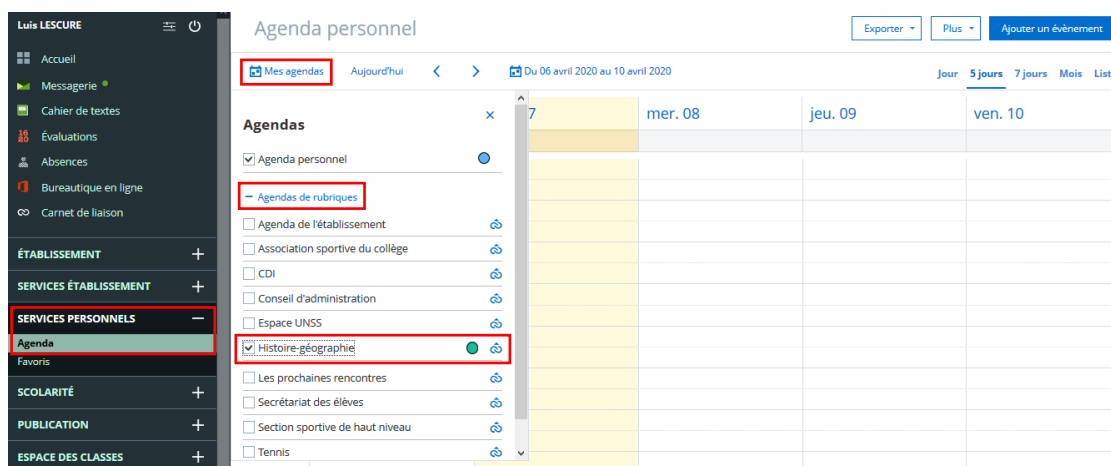 Luis LESCURE
Accueil
Messagerie
Cahier de textes
Évaluations
Absences
Bureautique en ligne
Carnet de liaison
ÉTABLISSEMENT
SERVICES ÉTABLISSEMENT
SERVICES PERSONNELS
Agenda
Favoris
SCOLARITÉ
PUBLICATION
ESPACE DES CLASSES
Agenda personnel
Exporter
Plus
Ajouter un évènement
Mes agendas
Aujourd'hui
Du 06 avril 2020 au 10 avril 2020
Jour 5 jours 7 jours Mois List
Agendas
Agenda personnel
Agendas de rubriques
Agenda de l'établissement
Association sportive du collège
CDI
Conseil d'administration
Espace UNSS
Histoire-géographie
Les prochaines rencontres
Secrétariat des élèves
Section sportive de haut niveau
Tennis
7 mer. 08 jeu. 09 ven. 10